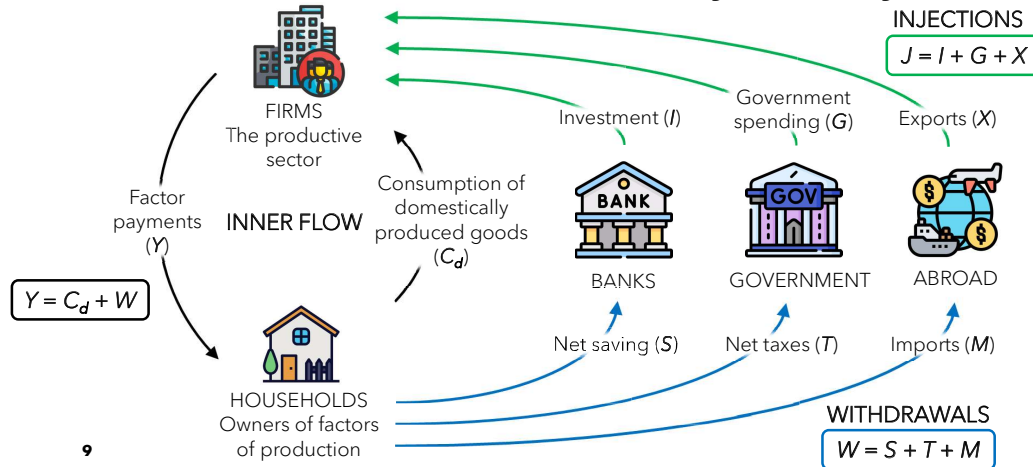 INJECTIONS
J = I + G + X
FIRMS
The productive
sector
Investment (I)
Government
spending (G)
Exports (X)
Factor
payments
(Y)
INNER FLOW
Consumption of
domestically
produced goods
(Cd)
BANK
GOV
$
$
BANKS
GOVERNMENT
ABROAD
Y = Cd + W
Net saving (S)
Net taxes (T)
Imports (M)
HOUSEHOLDS
Owners of factors
of production
WITHDRAWALS
W = S + T + M
9